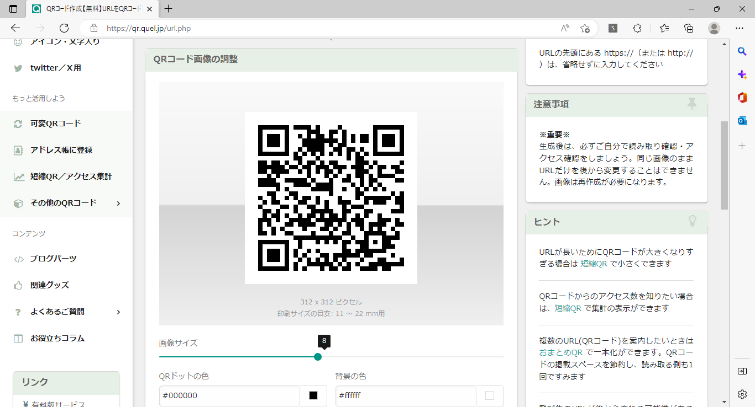 QRコード作成【無料】URLをQRコード
https://qr.quel.jp/url.php
アイコン・文字入り
twitter／X用
もっと活用しよう
可愛QRコード
アドレス帳に登録
短縮QR／アクセス集計
その他のQRコード
コンテンツ
ブログパーツ
関連グッズ
よくあるご質問
お役立ちコラム
リンク
有料級サービス
QRコード画像の調整
312 x 312 ピクセル
印刷サイズの目安: 11 ～ 22 mm用
画像サイズ
8
QRドットの色
#000000
背景の色
#ffffff
URLの先頭にある https://（または http://
）は、省略せずに入力してください
注意事項
※重要※
生成後は、必ずご自分で読み取り確認・ア
クセス確認をしましょう。同じ画像のまま
URLだけを後から変更することはできませ
ん。画像は再作成が必要になります。
ヒント
URLが長いためにQRコードが大きくなりす
ぎる場合は 短縮QR で小さくできます
QRコードからのアクセス数を知りたい場合
は、短縮QR で集計の表示ができます
複数のURL(QRコード)を案内したいときは
おまとめQR で一本化ができます。QRコー
ドの掲載スペースを節約し、読み取る側も1
回ですみます